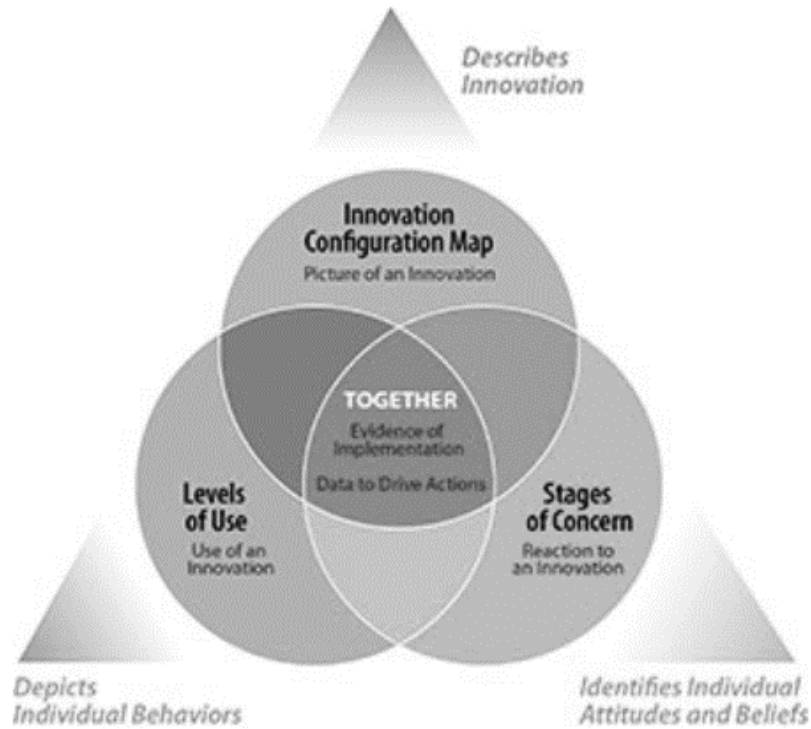 Describes
Innovation
Innovation
Configuration Map
Picture of an Innovation
TOGETHER
Evidence of
Implementation
Data to Drive Actions
Levels
of Use
Use of an
Innovation
Stages
of Concern
Reaction to
an Innovation
Depicts
Individual Behaviors
Identifies Individual
Attitudes and Beliefs